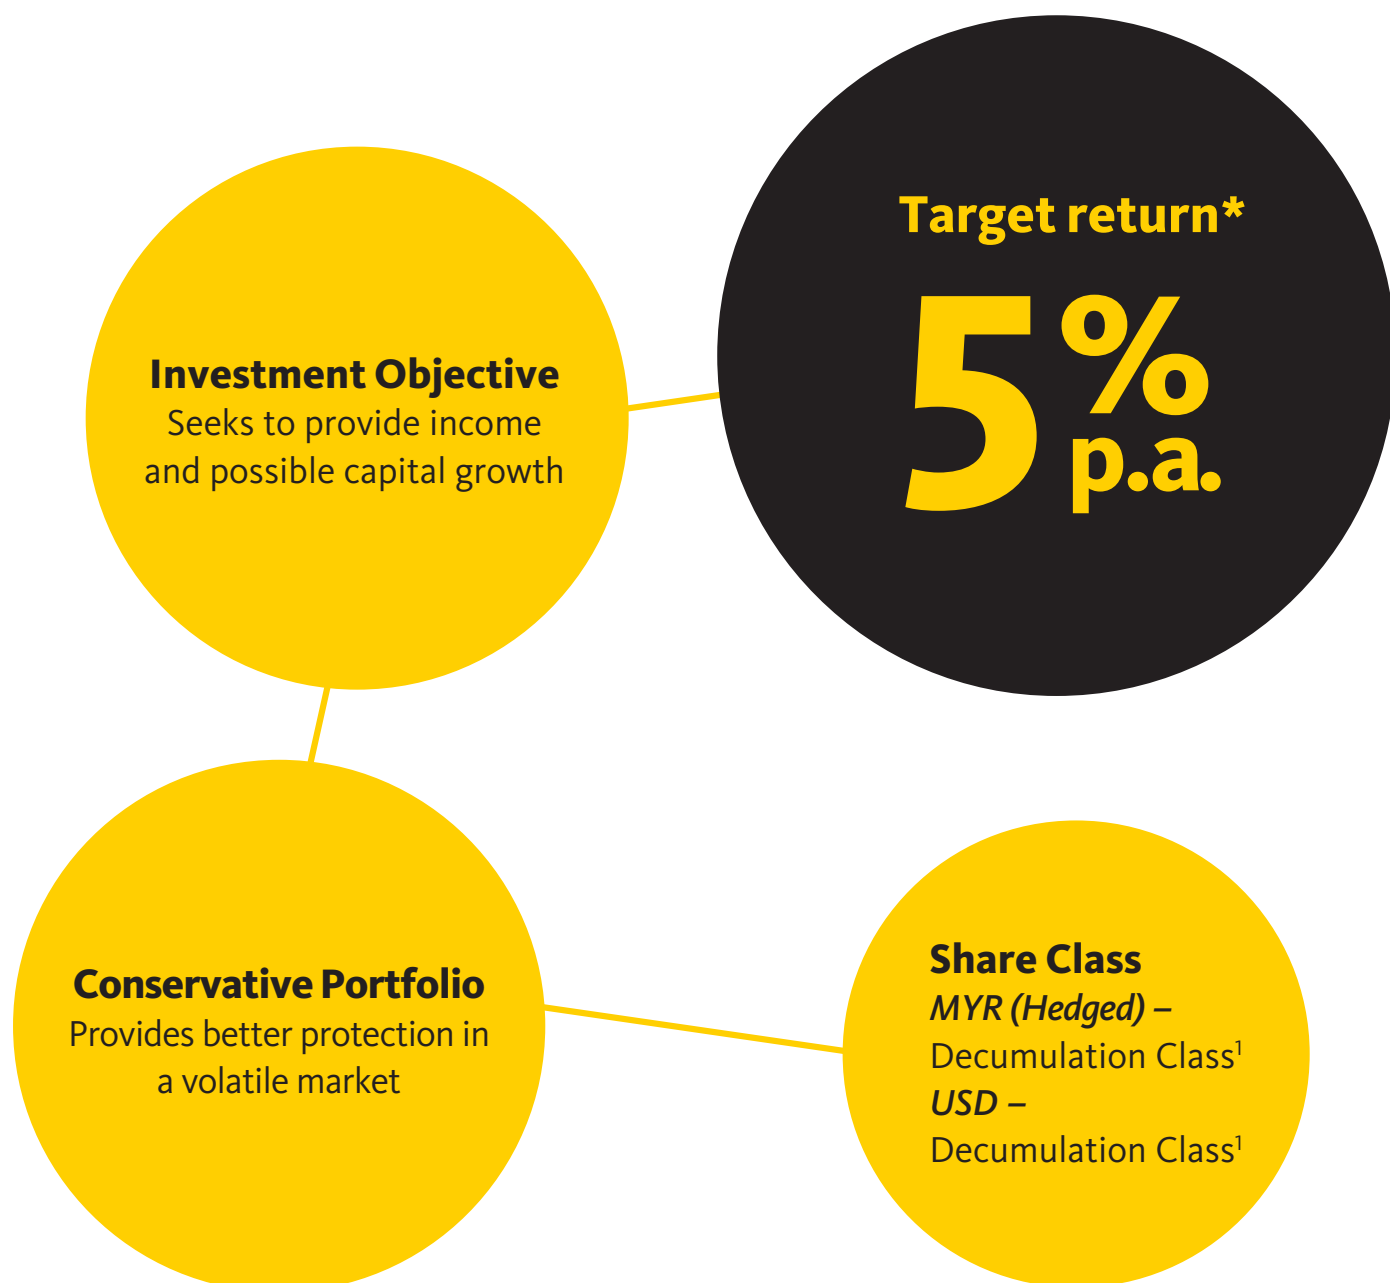 Target return*
5%
p.a.
Investment Objective
Seeks to provide income
and possible capital growth
Conservative Portfolio
Provides better protection in
a volatile market
Share Class
MYR (Hedged) –
Decumulation Class¹
USD –
Decumulation Class¹